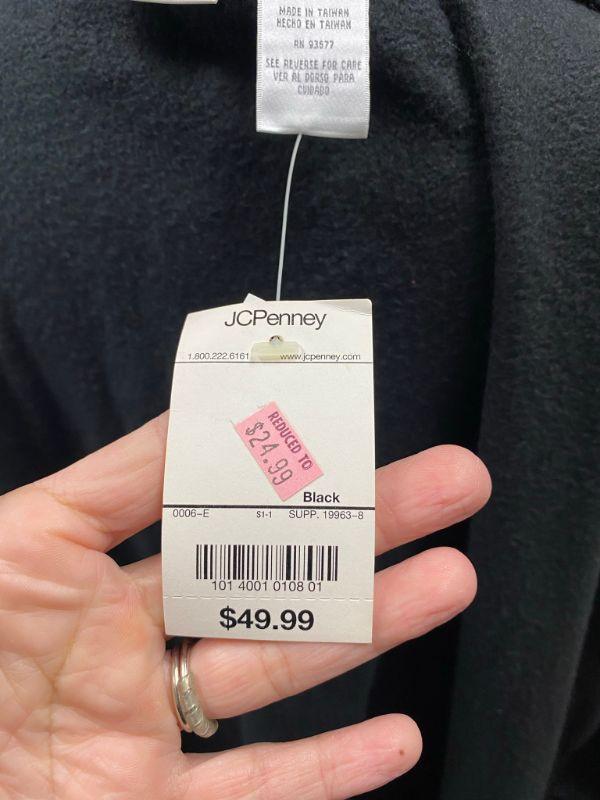 MADE IN TAIWAN
HECHO EN TAIWAN
RN 93677
SEE REVERSE FOR CARE
VER AL DORSO PARA
CUIDADO
JCPenney
1.800.222.6161 www.jcpenney.com
REDUCED TO
$24.99
Black
0006-E S1-1 SUPP. 19963-8
101 4001 0108 01
$49.99